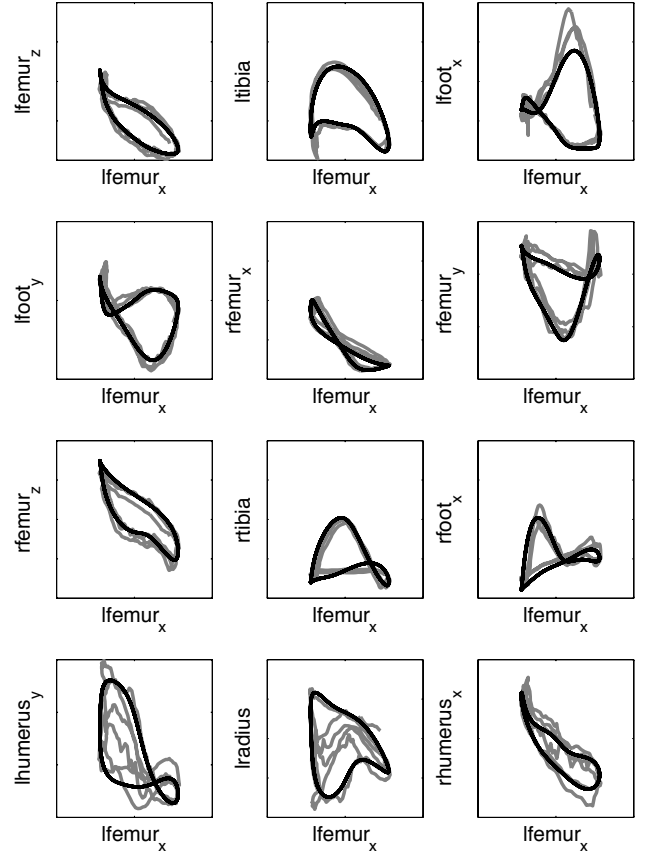 lfemur_z
lfemur_x
ltibia
lfemur_x
lfoot_x
lfemur_x
lfoot_y
lfemur_x
rfemur_x
lfemur_x
rfemur_y
lfemur_x
rfemur_z
lfemur_x
rtibia
lfemur_x
rfoot_x
lfemur_x
lhumerus_y
lfemur_x
lradius
lfemur_x
rhumerus_x
lfemur_x